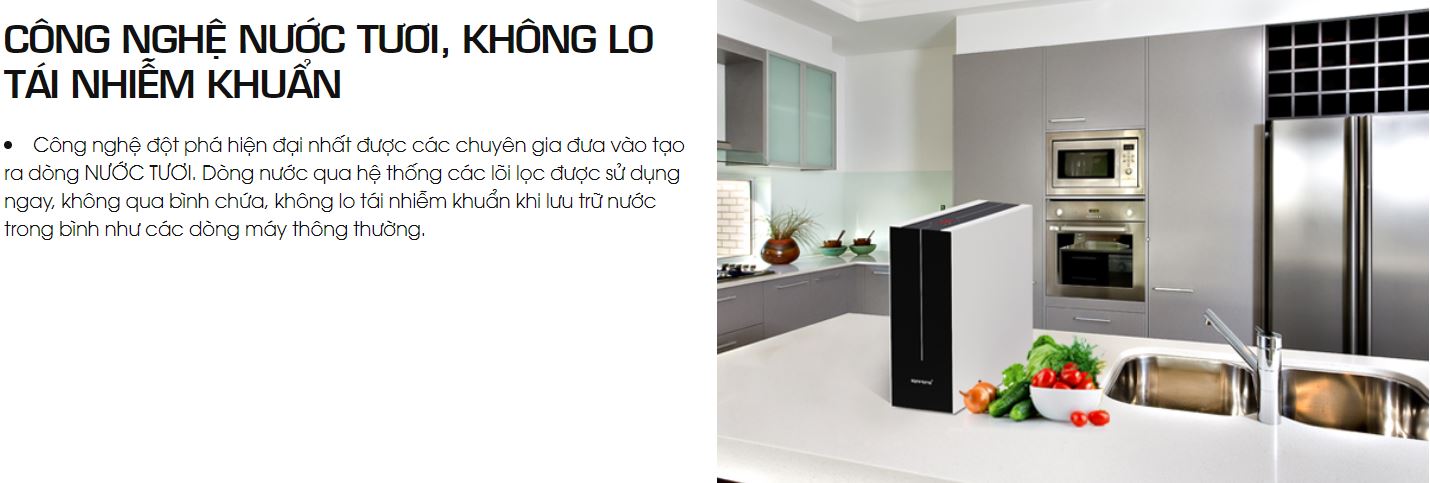 CÔNG NGHỆ NƯỚC TƯƠI, KHÔNG LO
TÁI NHIỄM KHUẨN
• Công nghệ đột phá hiện đại nhất được các chuyên gia đưa vào tạo
ra dòng NƯỚC TƯƠI. Dòng nước qua hệ thống các lõi lọc được sử dụng
ngay, không qua bình chứa, không lo tái nhiễm khuẩn khi lưu trữ nước
trong bình như các dòng máy thông thường.